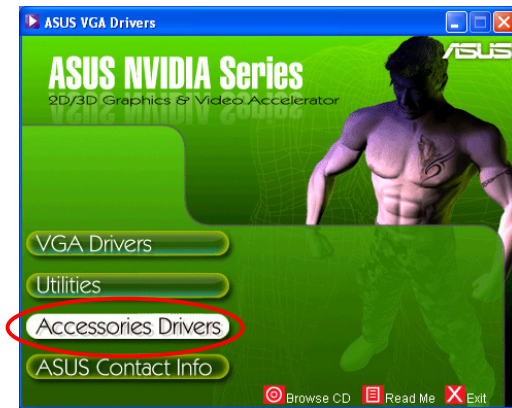 ASUS VGA Drivers
ASUS
ASUS NVIDIA Series
2D/3D Graphics & Video Accelerator
VGA Drivers
Utilities
Accessories Drivers
ASUS Contact Info
Browse CD Read Me X Exit